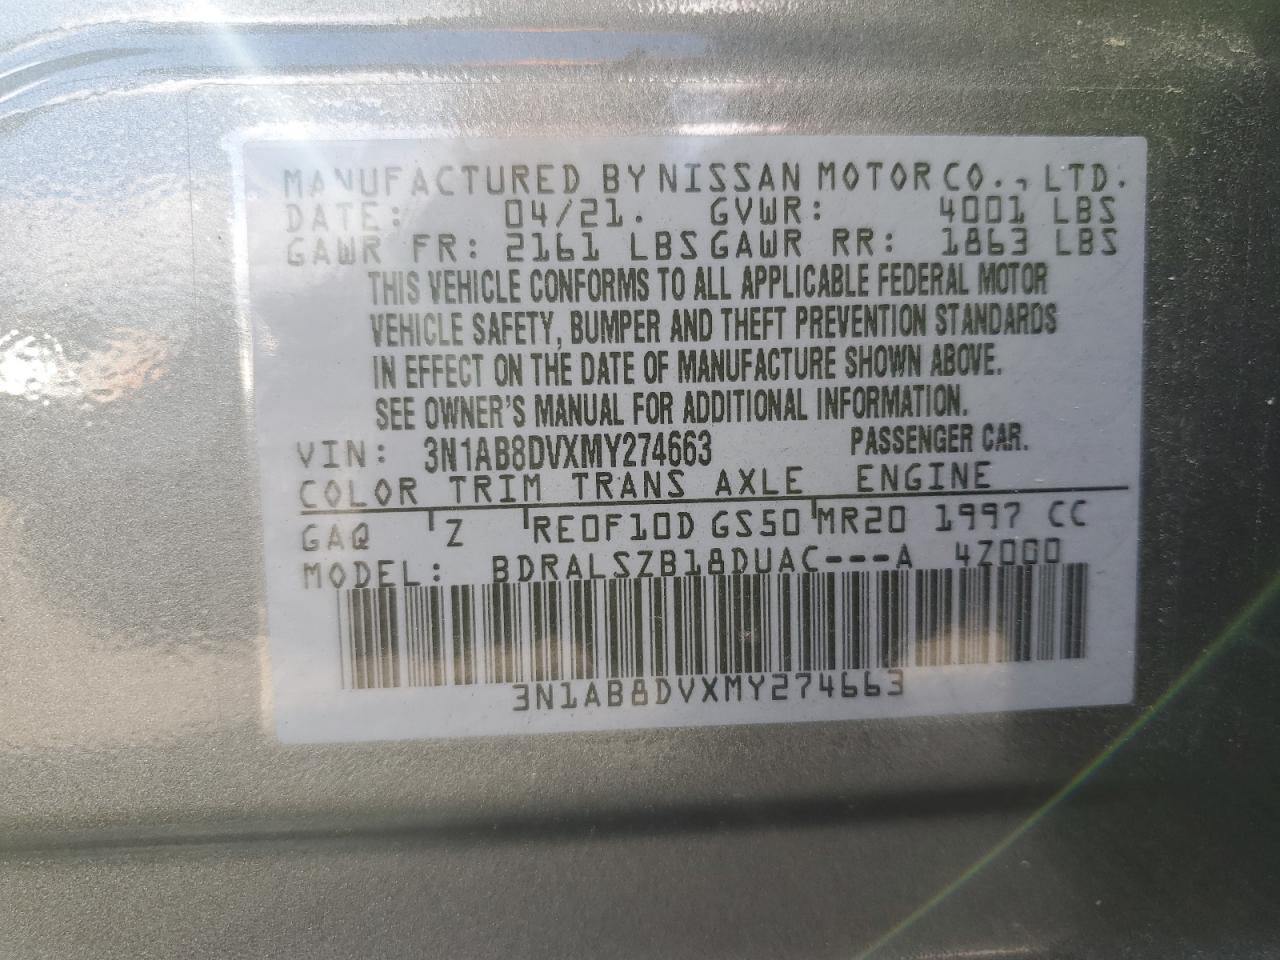 MANUFACTURED BY NISSAN MOTOR CO., LTD.
DATE: 04/21. GVWR: 4001 LBS
GAWR FR: 2161 LBS GAWR RR: 1863 LBS
THIS VEHICLE CONFORMS TO ALL APPLICABLE FEDERAL MOTOR
VEHICLE SAFETY, BUMPER AND THEFT PREVENTION STANDARDS
IN EFFECT ON THE DATE OF MANUFACTURE SHOWN ABOVE.
SEE OWNER'S MANUAL FOR ADDITIONAL INFORMATION.
VIN: 3N1AB8DVXMY274663 PASSENGER CAR.
COLOR TRIM TRANS AXLE ENGINE
GAQ Z RE0F10D GS50 MR20 1997 CC
MODEL: BDRALSZB18DUAC---A 4Z000
3N1AB8DVXMY274663